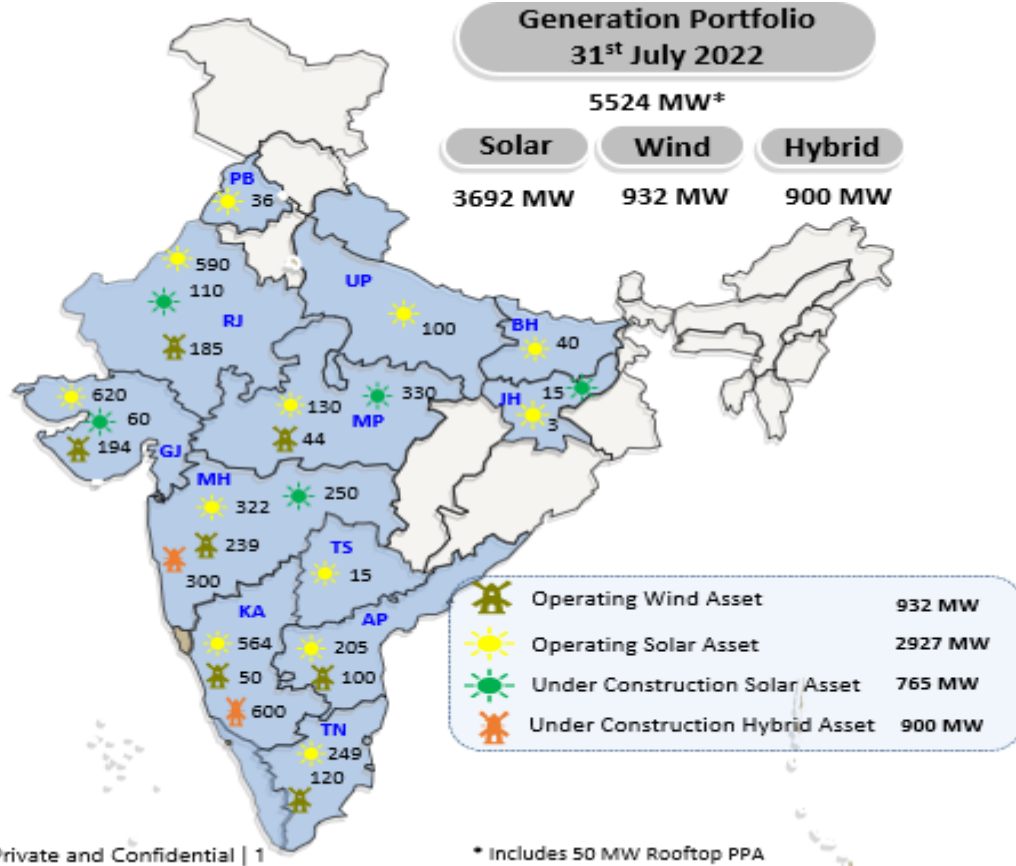 Generation Portfolio
31st July 2022
5524 MW*
Solar Wind Hybrid
3692 MW 932 MW 900 MW
PB
36
590
110
RJ
185
UP
100
BH
40
620
60
194
GJ
130
330
MP
44
15
JH
3
MH
322
250
239
300
TS
15
KA
564
50
600
AP
205
100
TN
249
120
Operating Wind Asset 932 MW
Operating Solar Asset 2927 MW
Under Construction Solar Asset 765 MW
Under Construction Hybrid Asset 900 MW
Private and Confidential | 1
* Includes 50 MW Rooftop PPA